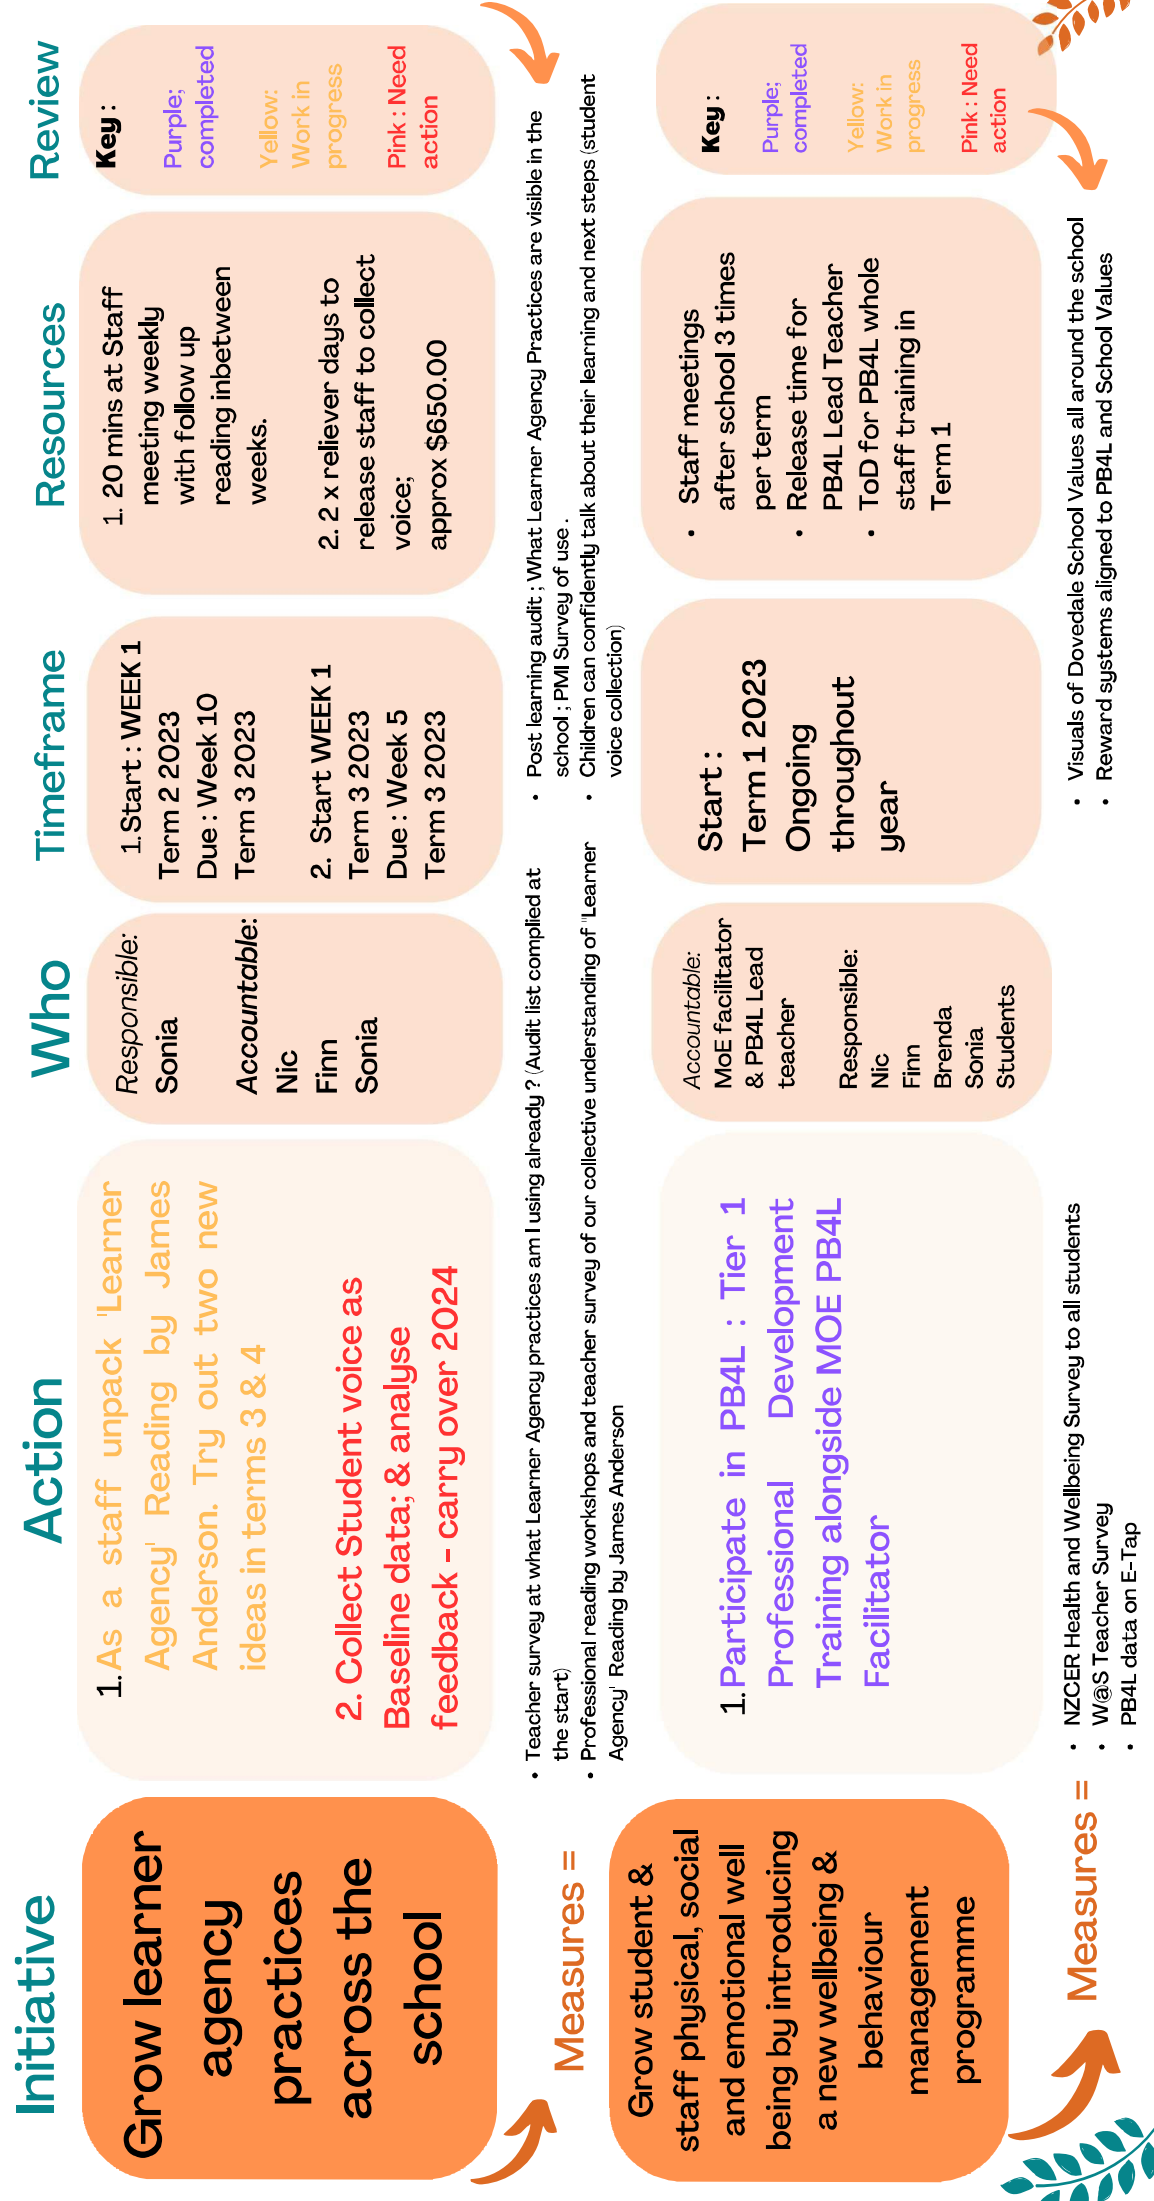 Initiative
Action
Who
Timeframe
Resources
Review
Grow learner
agency
practices
across the
school
1. As a staff unpack 'Learner
Agency' Reading by James
Anderson. Try out two new
ideas in terms 3 & 4
2. Collect Student voice as
Baseline data; & analyse
feedback - carry over 2024
Responsible:
Sonia
Accountable:
Nic
Finn
Sonia
1.Start : WEEK 1
Term 2 2023
Due : Week 10
Term 3 2023
2. Start WEEK 1
Term 3 2023
Due : Week 5
Term 3 2023
1. 20 mins at Staff
meeting weekly
with follow up
reading inbetween
weeks.
2. 2 x reliever days to
release staff to collect
voice;
approx $650.00
Key :
Purple;
completed
Yellow:
Work in
progress
Pink : Need
action
Measures =
• Teacher survey at what Learner Agency practices am I using already ? (Audit list complied at
the start)
• Professional reading workshops and teacher survey of our collective understanding of "Learner
Agency' Reading by James Anderson
• Post learning audit ; What Learner Agency Practices are visible in the
school ; PMI Survey of use .
• Children can confidently talk about their learning and next steps (student
voice collection)
Grow student &
staff physical, social
and emotional well
being by introducing
a new wellbeing &
behaviour
management
programme
1. Participate in PB4L : Tier 1
Professional Development
Training alongside MOE PB4L
Facilitator
Accountable:
MoE facilitator
& PB4L Lead
teacher
Responsible:
Nic
Finn
Brenda
Sonia
Students
Start :
Term 1 2023
Ongoing
throughout
year
• Staff meetings
after school 3 times
per term
• Release time for
PB4L Lead Teacher
• ToD for PB4L whole
staff training in
Term 1
Key :
Purple;
completed
Yellow:
Work in
progress
Pink : Need
action
Measures =
• NZCER Health and Wellbeing Survey to all students
• W@S Teacher Survey
• PB4L data on E-Tap
• Visuals of Dovedale School Values all around the school
• Reward systems aligned to PB4L and School Values